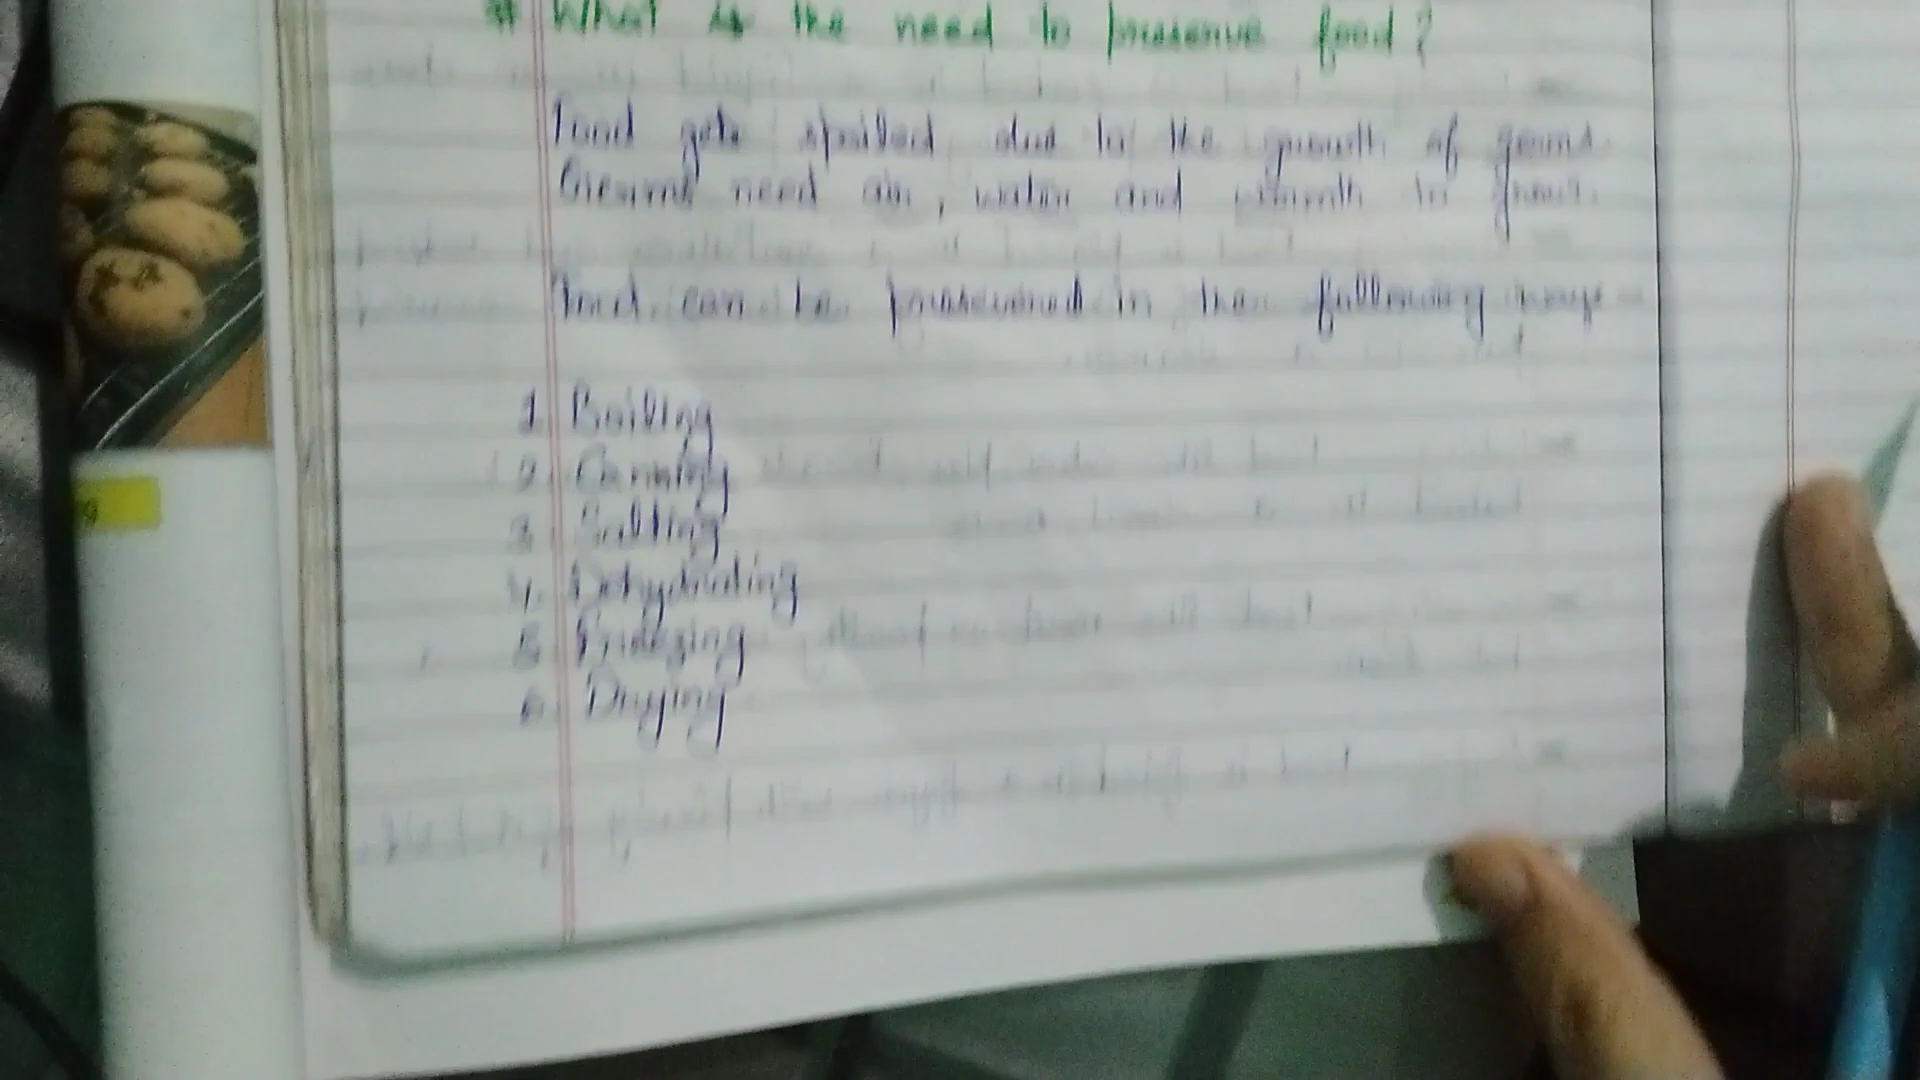 # What is the need to preserve food?
Food gets spoiled due to the growth of germs.
Germs need air, water and warmth to grow.
Food can be preserved in the following ways -
1. Boiling
2. Canning
3. Salting
4. Dehydrating
5. Freezing
6. Drying